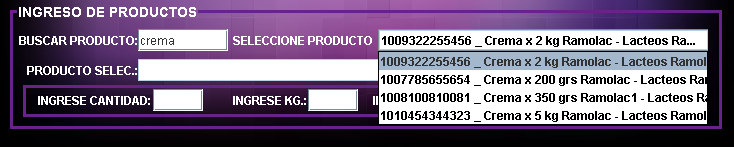 INGRESO DE PRODUCTOS
BUSCAR PRODUCTO: crema SELECCIONE PRODUCTO 1009322255456 _ Crema x 2 kg Ramolac - Lacteos Ra...
1009322255456 _ Crema x 2 kg Ramolac - Lacteos Ramol
PRODUCTO SELEC.:
1007785655654 _ Crema x 200 grs Ramolac - Lacteos Ra
1008100810081 _ Crema x 350 grs Ramolac1 - Lacteos Ra
INGRESE CANTIDAD: INGRESE KG.:
1010454344323 _ Crema x 5 kg Ramolac - Lacteos Ramol